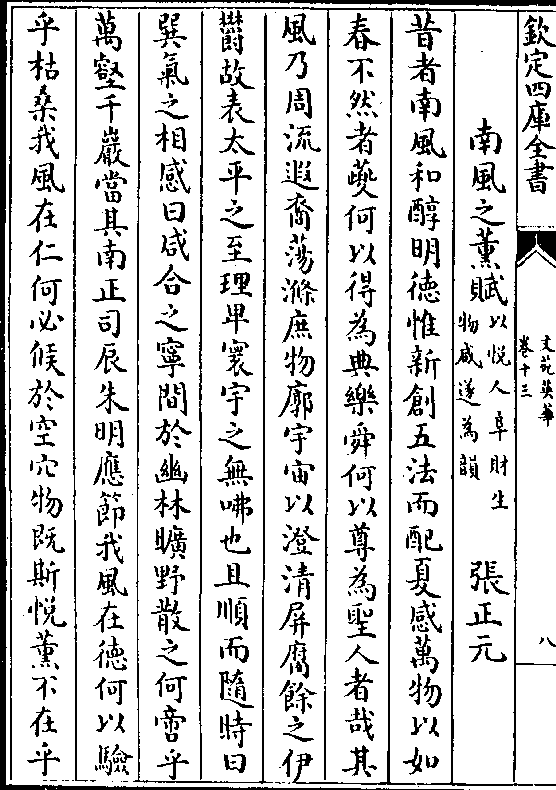 欽定四庫全書
文苑英華
卷十三
八
南風之薰賦以悦人阜財生物咸遂為韻 張正元
昔者南風和醇明德惟新創五法而配夏感萬物以如
春不然者夔何以得為典樂舜何以尊為聖人者哉其
風乃周流遐裔蕩滌庶物廓宇宙以澄清屏腐餘之伊
欝故表太平之至理畢寰宇之無咈也且順而隨時曰
巽氣之相感曰咸合之寧間於幽林曠野散之何啻乎
萬壑千巖當其南正司辰朱明應節我風在徳何以驗
乎枯桑我風在仁何必候於空穴物既斯悦薫不在乎